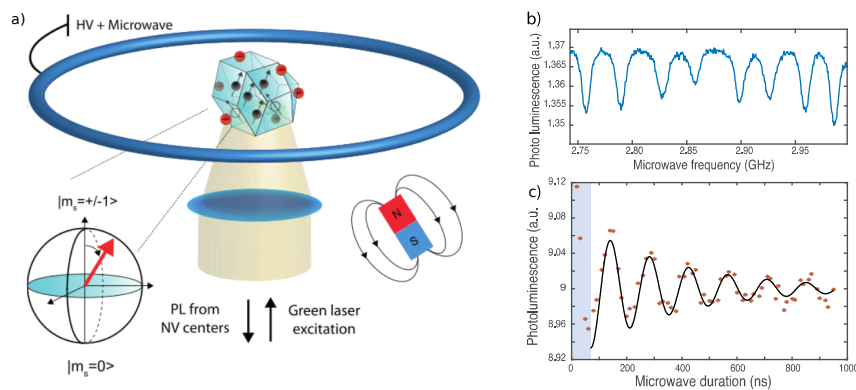 a)
HV + Microwave
N
S
|mₛ=+/-1>
|mₛ=0>
PL from
NV centers
Green laser
excitation
b)
Photo luminescence (a.u.)
1.37
1.365
1.36
1.355
1.35
2.75 2.80 2.85 2.90 2.95
Microwave frequency (GHz)
c)
Photoluminescence (a.u.
9.12
9.08
9.04
9
8.96
8.92
0 200 400 600 800 1000
Microwave duration (ns)